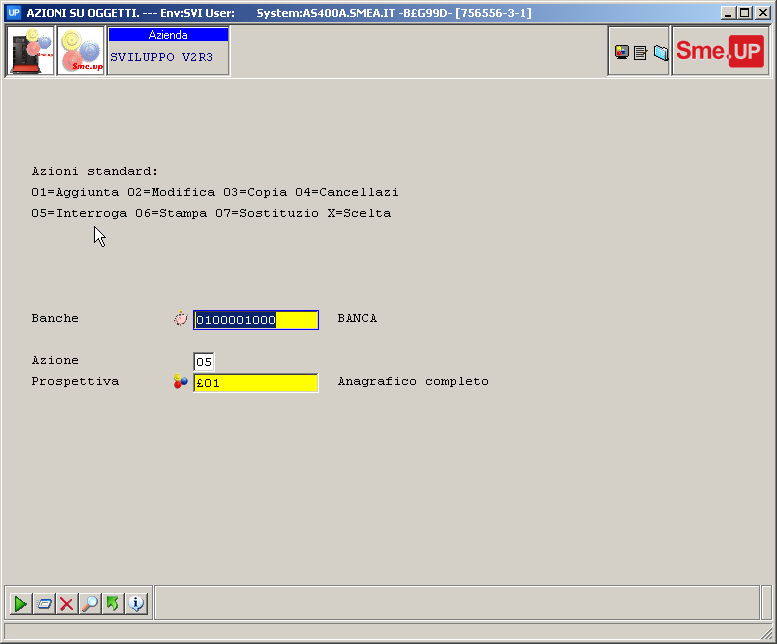 UP AZIONI SU OGGETTI. --- Env:SVI User: System:AS400A.SMEA.IT -B£G99D- [756556-3-1]
Sme.up
Sme.up
Azienda
SVILUPPO V2R3
Sme.UP
Azioni standard:
01=Aggiunta 02=Modifica 03=Copia 04=Cancellazi
05=Interroga 06=Stampa 07=Sostituzio X=Scelta
Banche 0100001000 BANCA
Azione 05
Prospettiva £01 Anagrafico completo